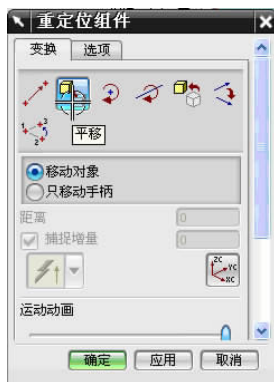 重定位组件
变换 选项
平移
移动对象
只移动手柄
距离 0
捕捉增量 0
ZC
YC
XC
运动动画
确定 应用 取消